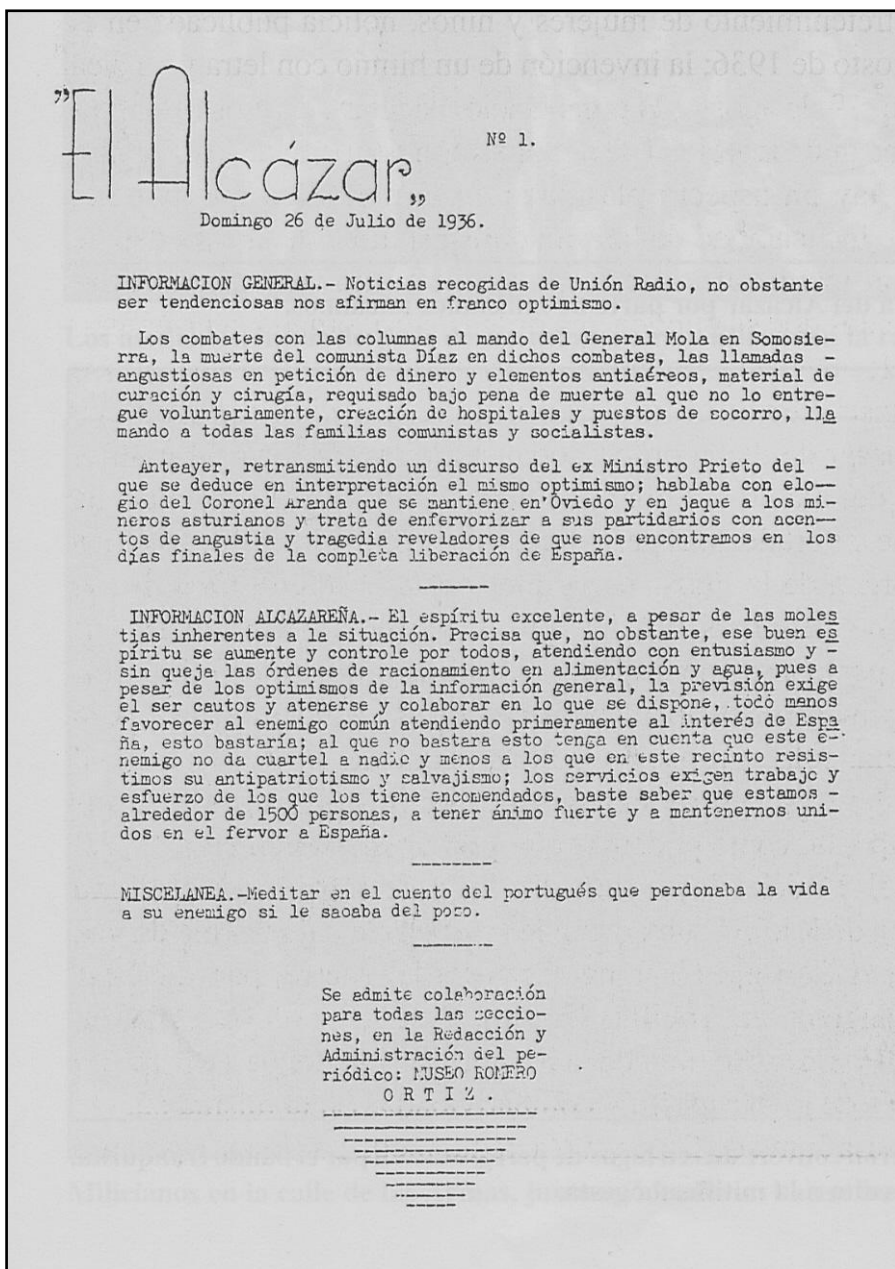 "El Alcázar"
Nº 1.
Domingo 26 de Julio de 1936.
INFORMACION GENERAL.- Noticias recogidas de Unión Radio, no obstante
ser tendenciosas nos afirman en franco optimismo.
Los combates con las columnas al mando del General Mola en Somosie-
rra, la muerte del comunista Díaz en dichos combates, las llamadas -
angustiosas en petición de dinero y elementos antiaéreos, material de
curación y cirugía, requisado bajo pena de muerte al que no lo entre-
gue voluntariamente, creación de hospitales y puestos de socorro, lla
mando a todas las familias comunistas y socialistas.
Anteayer, retransmitiendo un discurso del ex Ministro Prieto del -
que se deduce en interpretación el mismo optimismo; hablaba con elo--
gio del Coronel Aranda que se mantiene en Oviedo y en jaque a los mi-
neros asturianos y trata de enfervorizar a sus partidarios con acen--
tos de angustia y tragedia reveladores de que nos encontramos en los
días finales de la completa liberación de España.
INFORMACION ALCAZAREÑA.- El espíritu excelente, a pesar de las moles
tias inherentes a la situación. Precisa que, no obstante, ese buen es
píritu se aumente y controle por todos, atendiendo con entusiasmo y -
sin queja las órdenes de racionamiento en alimentación y agua, pues a
pesar de los optimismos de la información general, la previsión exige
el ser cautos y atenerse y colaborar en lo que se dispone, todo menos
favorecer al enemigo común atendiendo primeramente al interés de Espa
ña, esto bastaría; al que no bastara esto tenga en cuenta que este e-
nemigo no da cuartel a nadie y menos a los que en este recinto resis-
timos su antipatriotismo y salvajismo; los servicios exigen trabajo y
esfuerzo de los que los tiene encomendados, baste saber que estamos -
alrededor de 1500 personas, a tener ánimo fuerte y a mantenernos uni-
dos en el fervor a España.
MISCELANEA.-Meditar en el cuento del portugués que perdonaba la vida
a su enemigo si le sacaba del pozo.
Se admite colaboración
para todas las seccio-
nes, en la Redacción y
Administración del pe-
riódico: MUSEO ROMERO
O R T I Z .